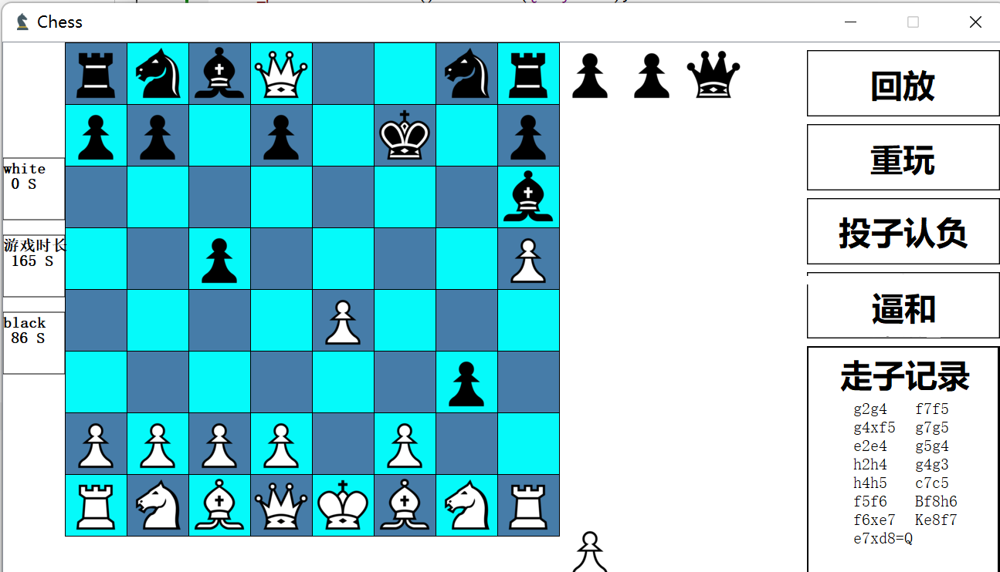 Chess
white
0 S
游戏时长
165 S
black
86 S
回放
重玩
投子认负
逼和
走子记录
g2g4 f7f5
g4xf5 g7g5
e2e4 g5g4
h2h4 g4g3
h4h5 c7c5
f5f6 Bf8h6
f6xe7 Ke8f7
e7xd8=Q